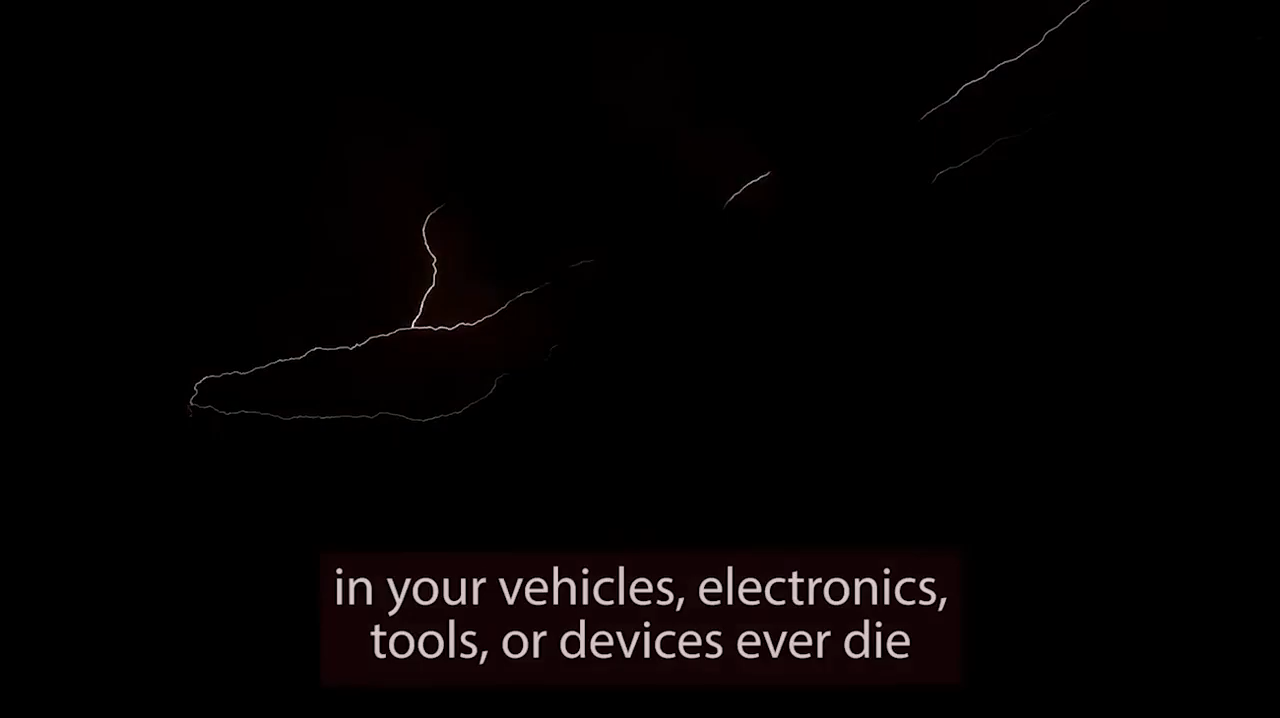 in your vehicles, electronics,
tools, or devices ever die